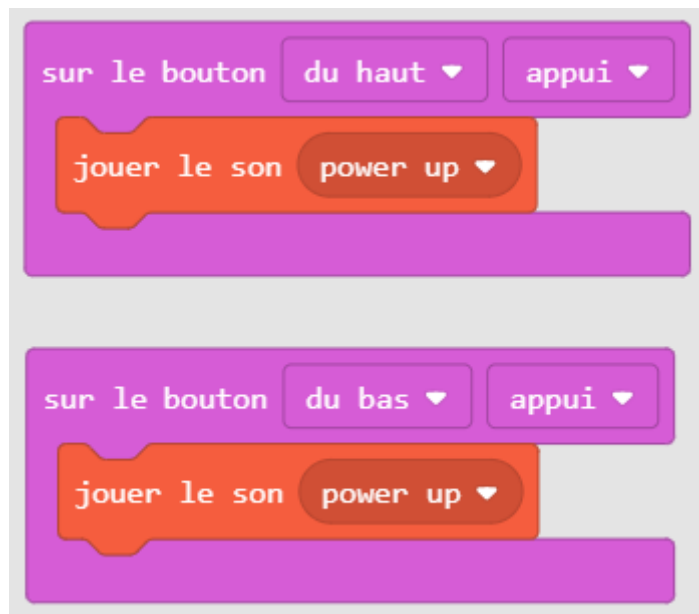 sur le bouton du haut appui
jouer le son power up
sur le bouton du bas appui
jouer le son power up